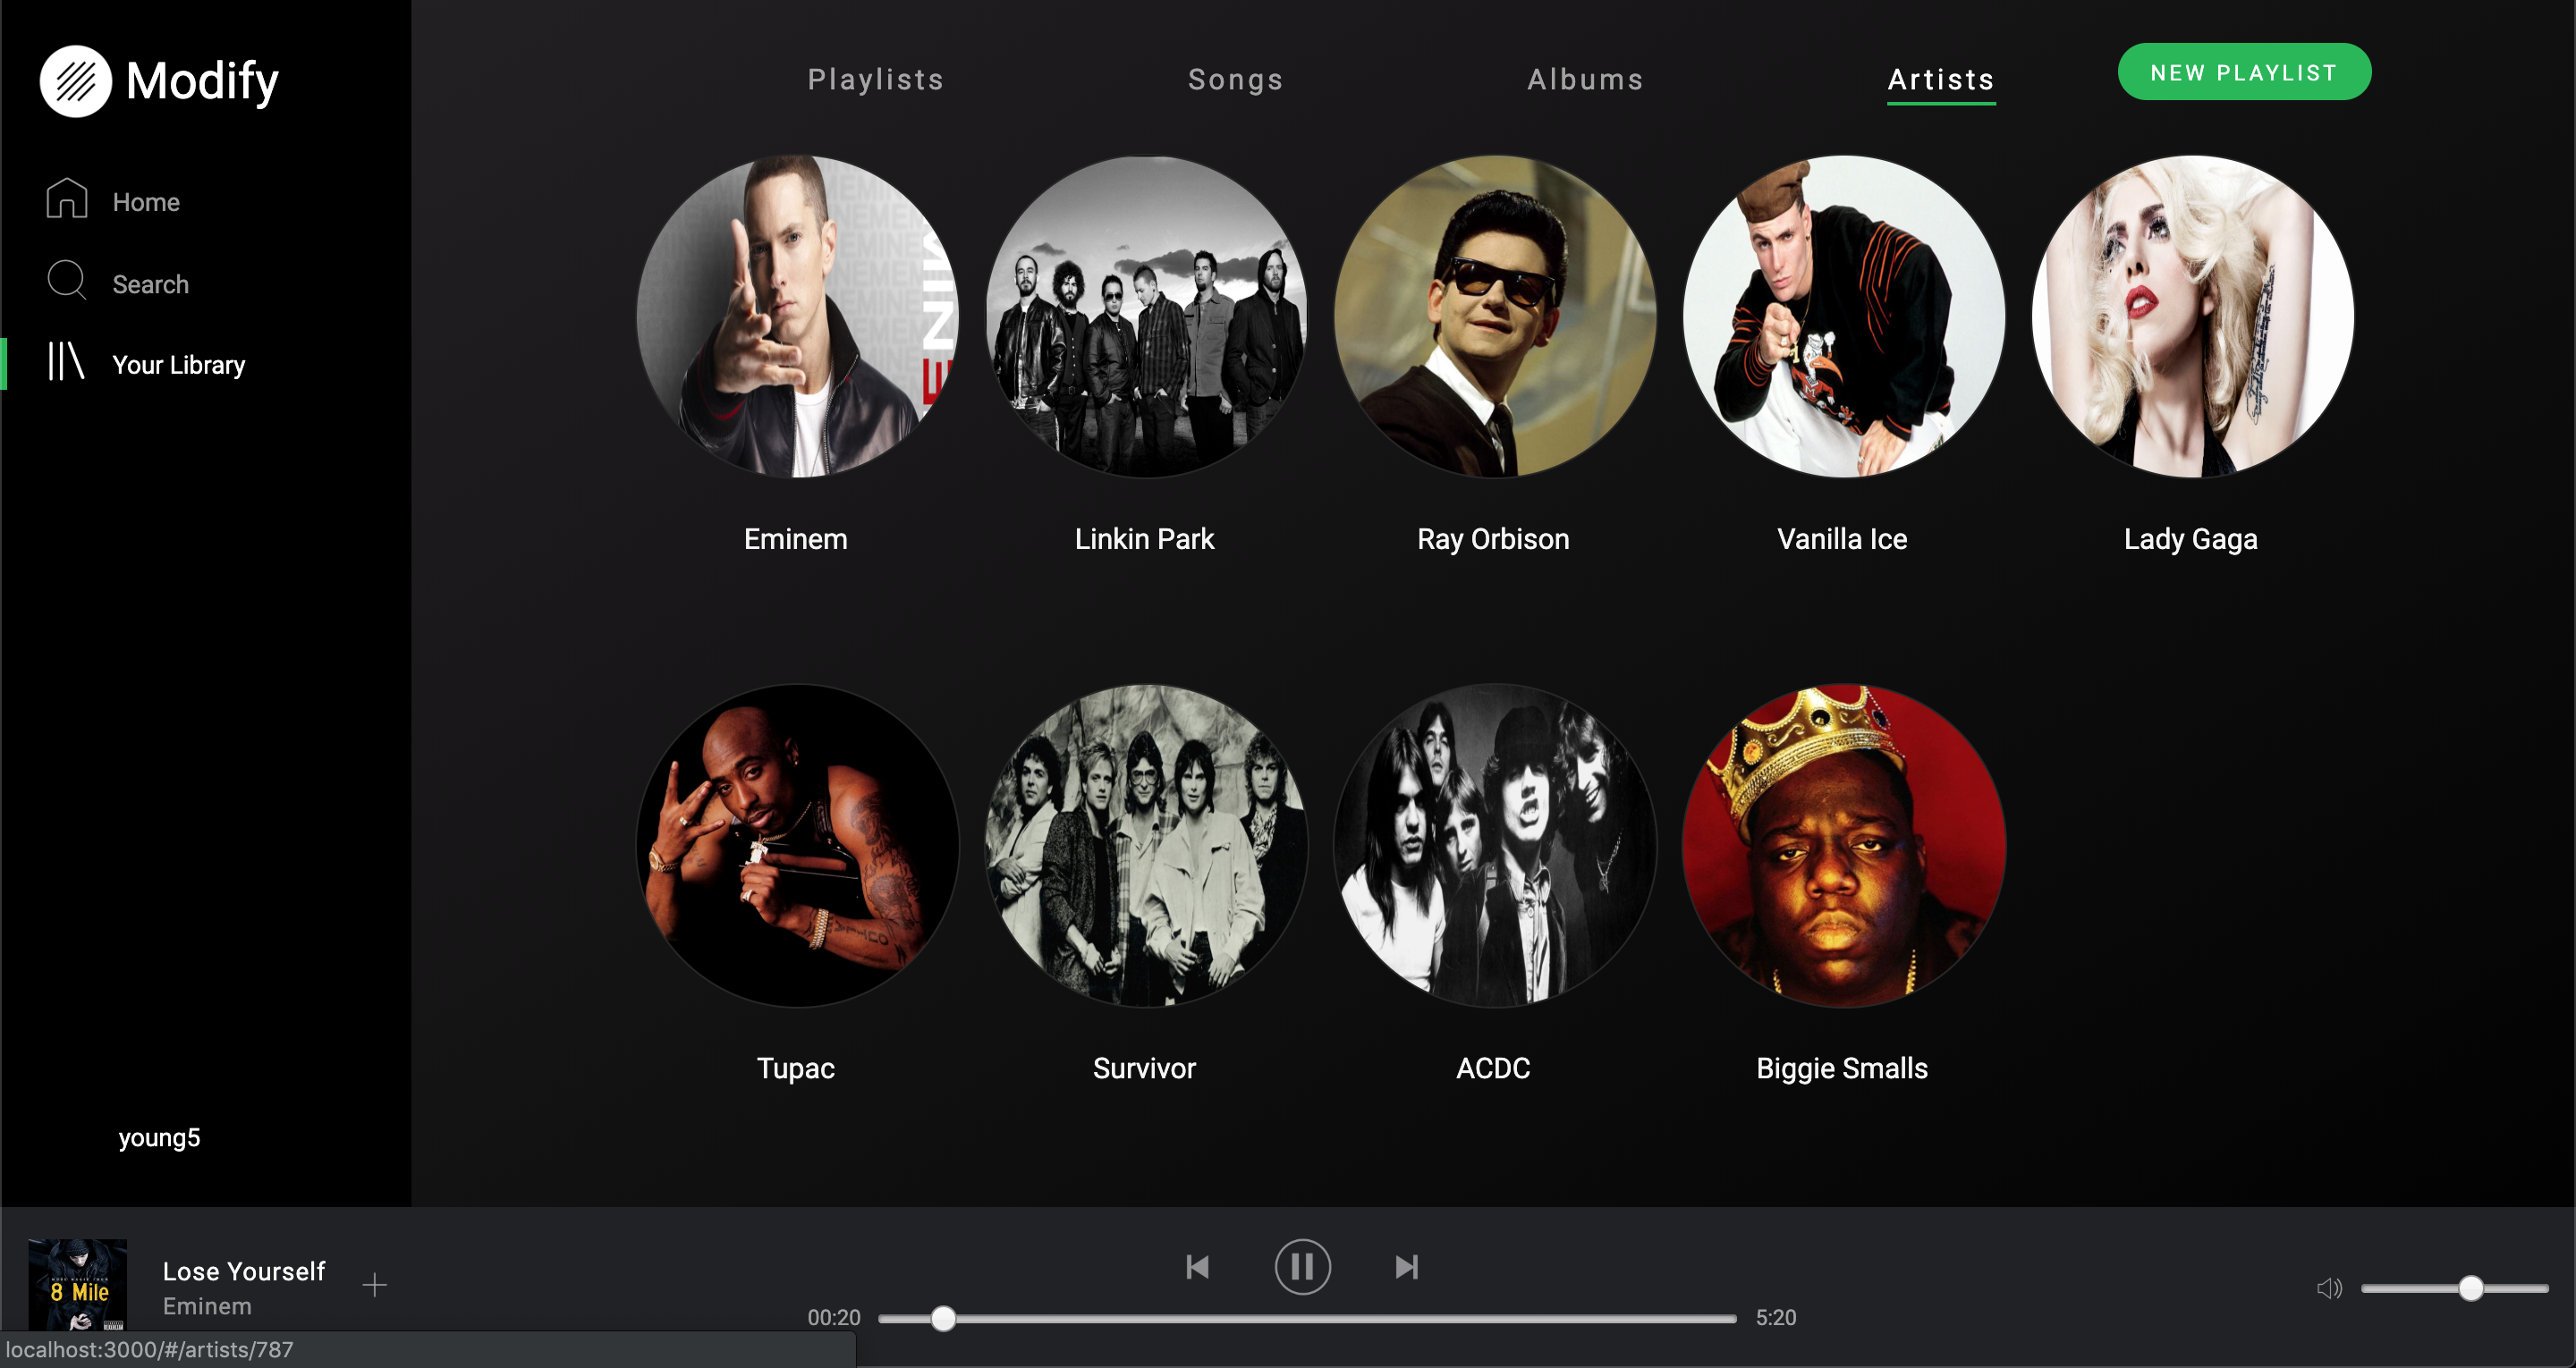 Modify
Playlists
Songs
Albums
Artists
NEW PLAYLIST
Home
Search
Your Library
Eminem
Linkin Park
Ray Orbison
Vanilla Ice
Lady Gaga
Tupac
Survivor
ACDC
Biggie Smalls
young5
8 Mile
Lose Yourself
Eminem
00:20
5:20
localhost:3000/#/artists/787